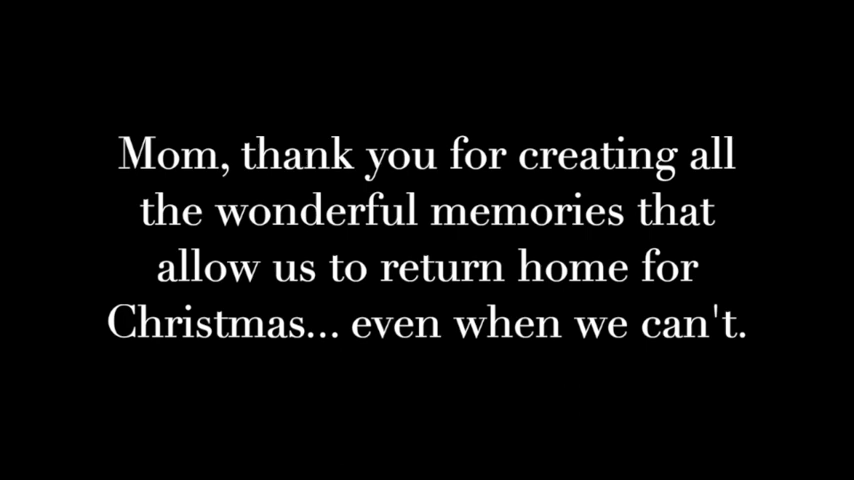 Mom, thank you for creating all
the wonderful memories that
allow us to return home for
Christmas... even when we can't.